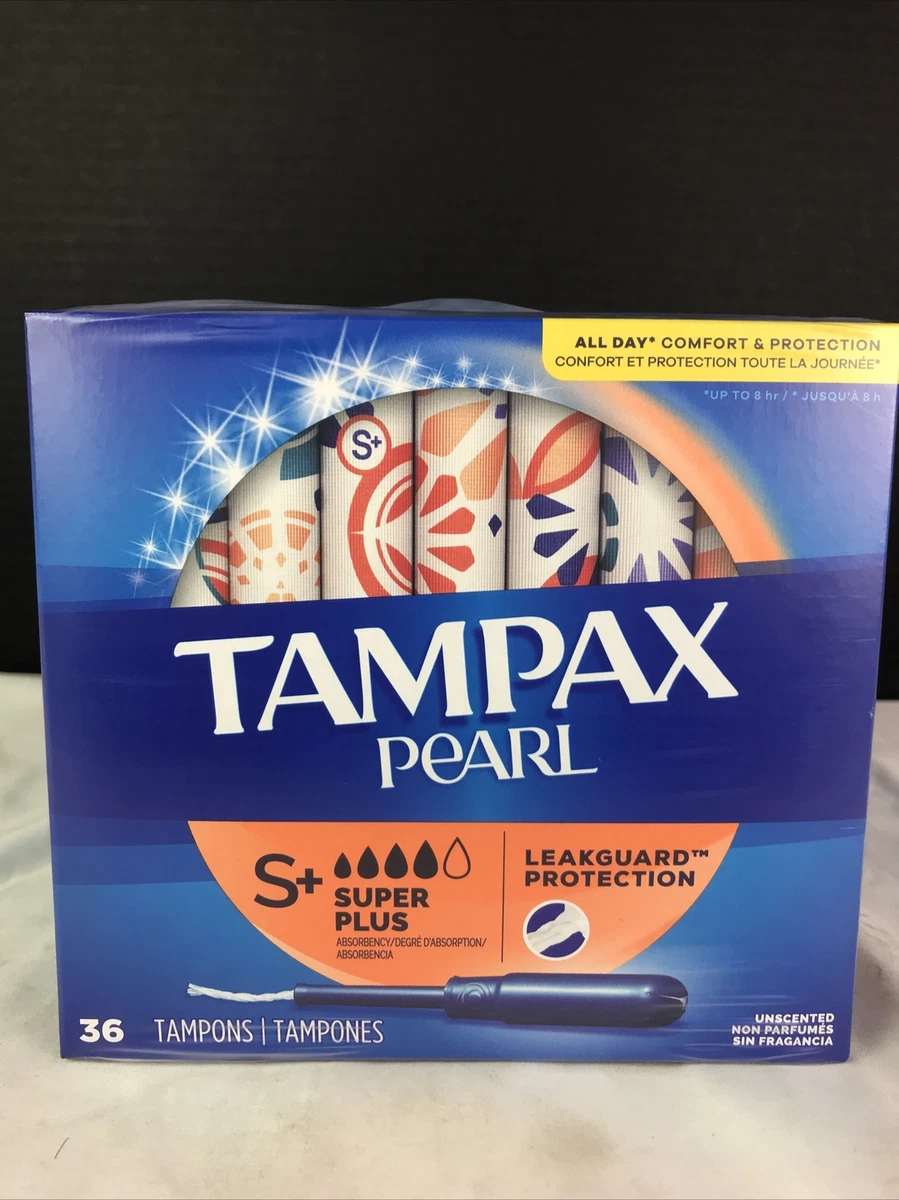 ALL DAY* COMFORT & PROTECTION
CONFORT ET PROTECTION TOUTE LA JOURNÉE*
*UP TO 8 hr / * JUSQU'À 8 h
S+
TAMPAX
PEARL
S+
SUPER
PLUS
ABSORBENCY/DEGRÉ D'ABSORPTION/
ABSORBENCIA
LEAKGUARD™
PROTECTION
36 TAMPONS | TAMPONES
UNSCENTED
NON PARFUMÉS
SIN FRAGANCIA